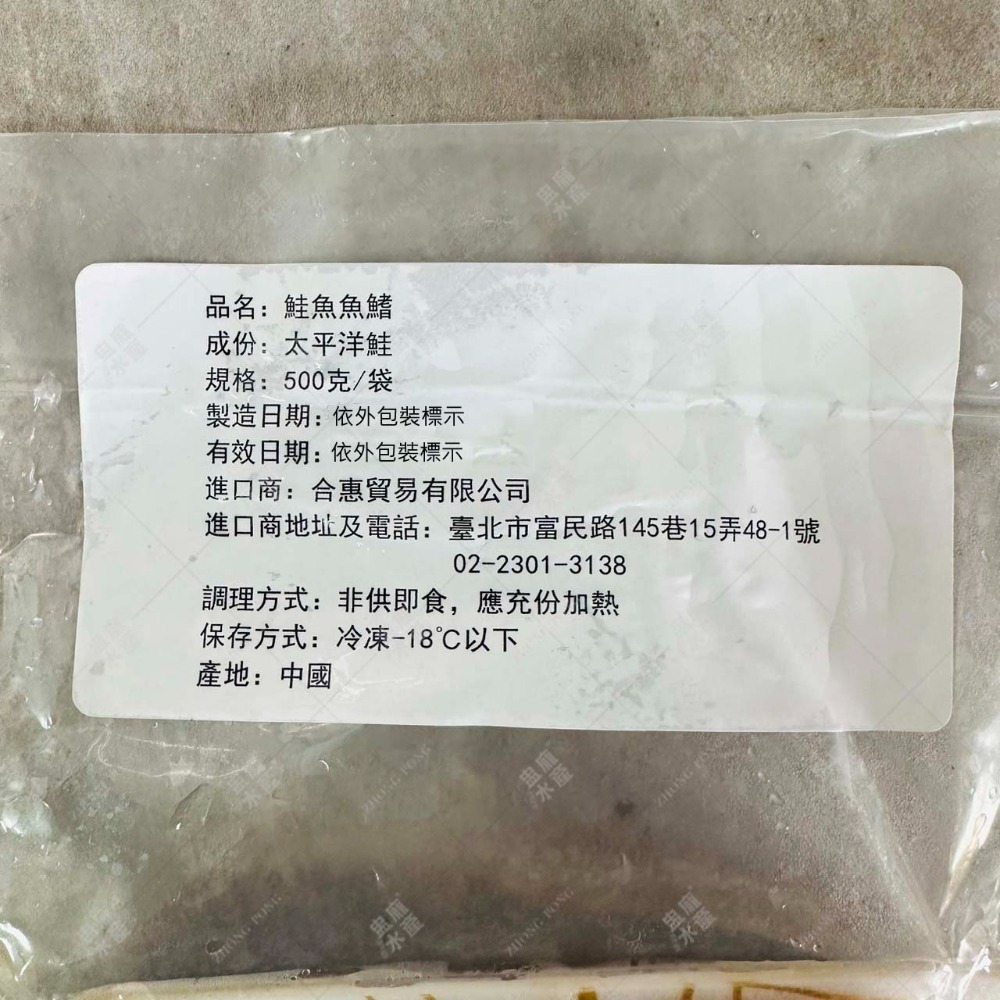 品名：鮭魚魚鰭
成份：太平洋鮭
規格：500克/袋
製造日期：依外包裝標示
有效日期：依外包裝標示
進口商：合惠貿易有限公司
進口商地址及電話：臺北市富民路145巷15弄48-1號
02-2301-3138
調理方式：非供即食，應充份加熱
保存方式：冷凍-18℃以下
產地：中國
ZHONG PONG